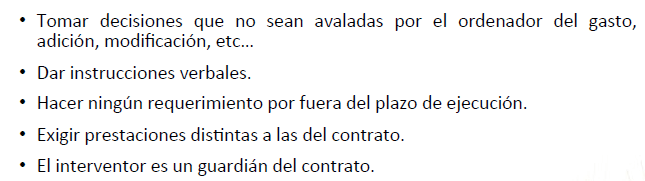 • Tomar decisiones que no sean avaladas por el ordenador del gasto,
adición, modificación, etc...
• Dar instrucciones verbales.
• Hacer ningún requerimiento por fuera del plazo de ejecución.
• Exigir prestaciones distintas a las del contrato.
• El interventor es un guardián del contrato.